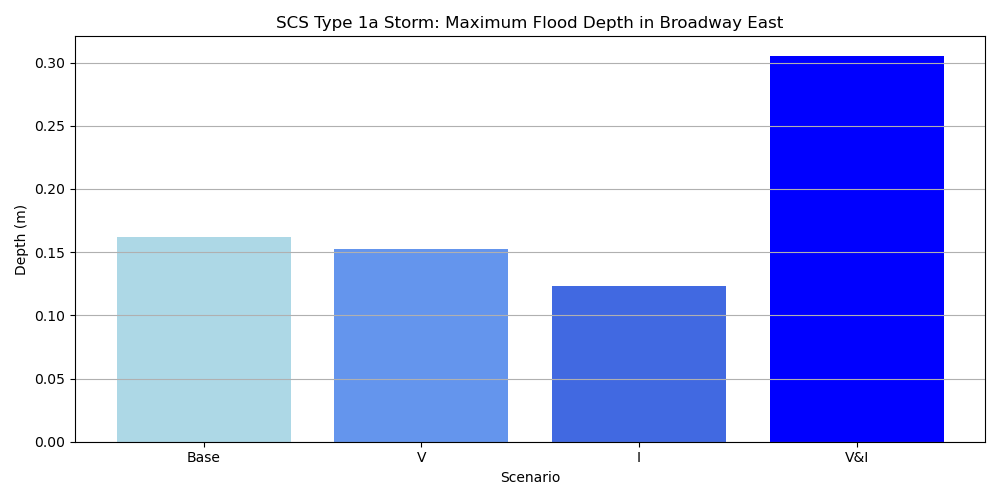 SCS Type 1a Storm: Maximum Flood Depth in Broadway East
Depth (m)
0.30
0.25
0.20
0.15
0.10
0.05
0.00
Base V I V&I
Scenario